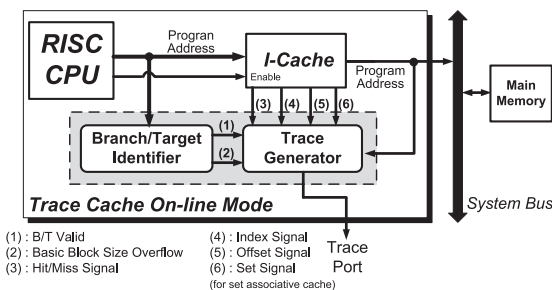 RISC
CPU
Progran
Address
I-Cache
Enable
Program
Address
Main
Memory
(3)
(4)
(5)
(6)
Branch/Target
Identifier
(1)
(2)
Trace
Generator
Trace Cache On-line Mode
System Bus
Trace
Port
(1) : B/T Valid
(2) : Basic Block Size Overflow
(3) : Hit/Miss Signal
(4) : Index Signal
(5) : Offset Signal
(6) : Set Signal
(for set associative cache)